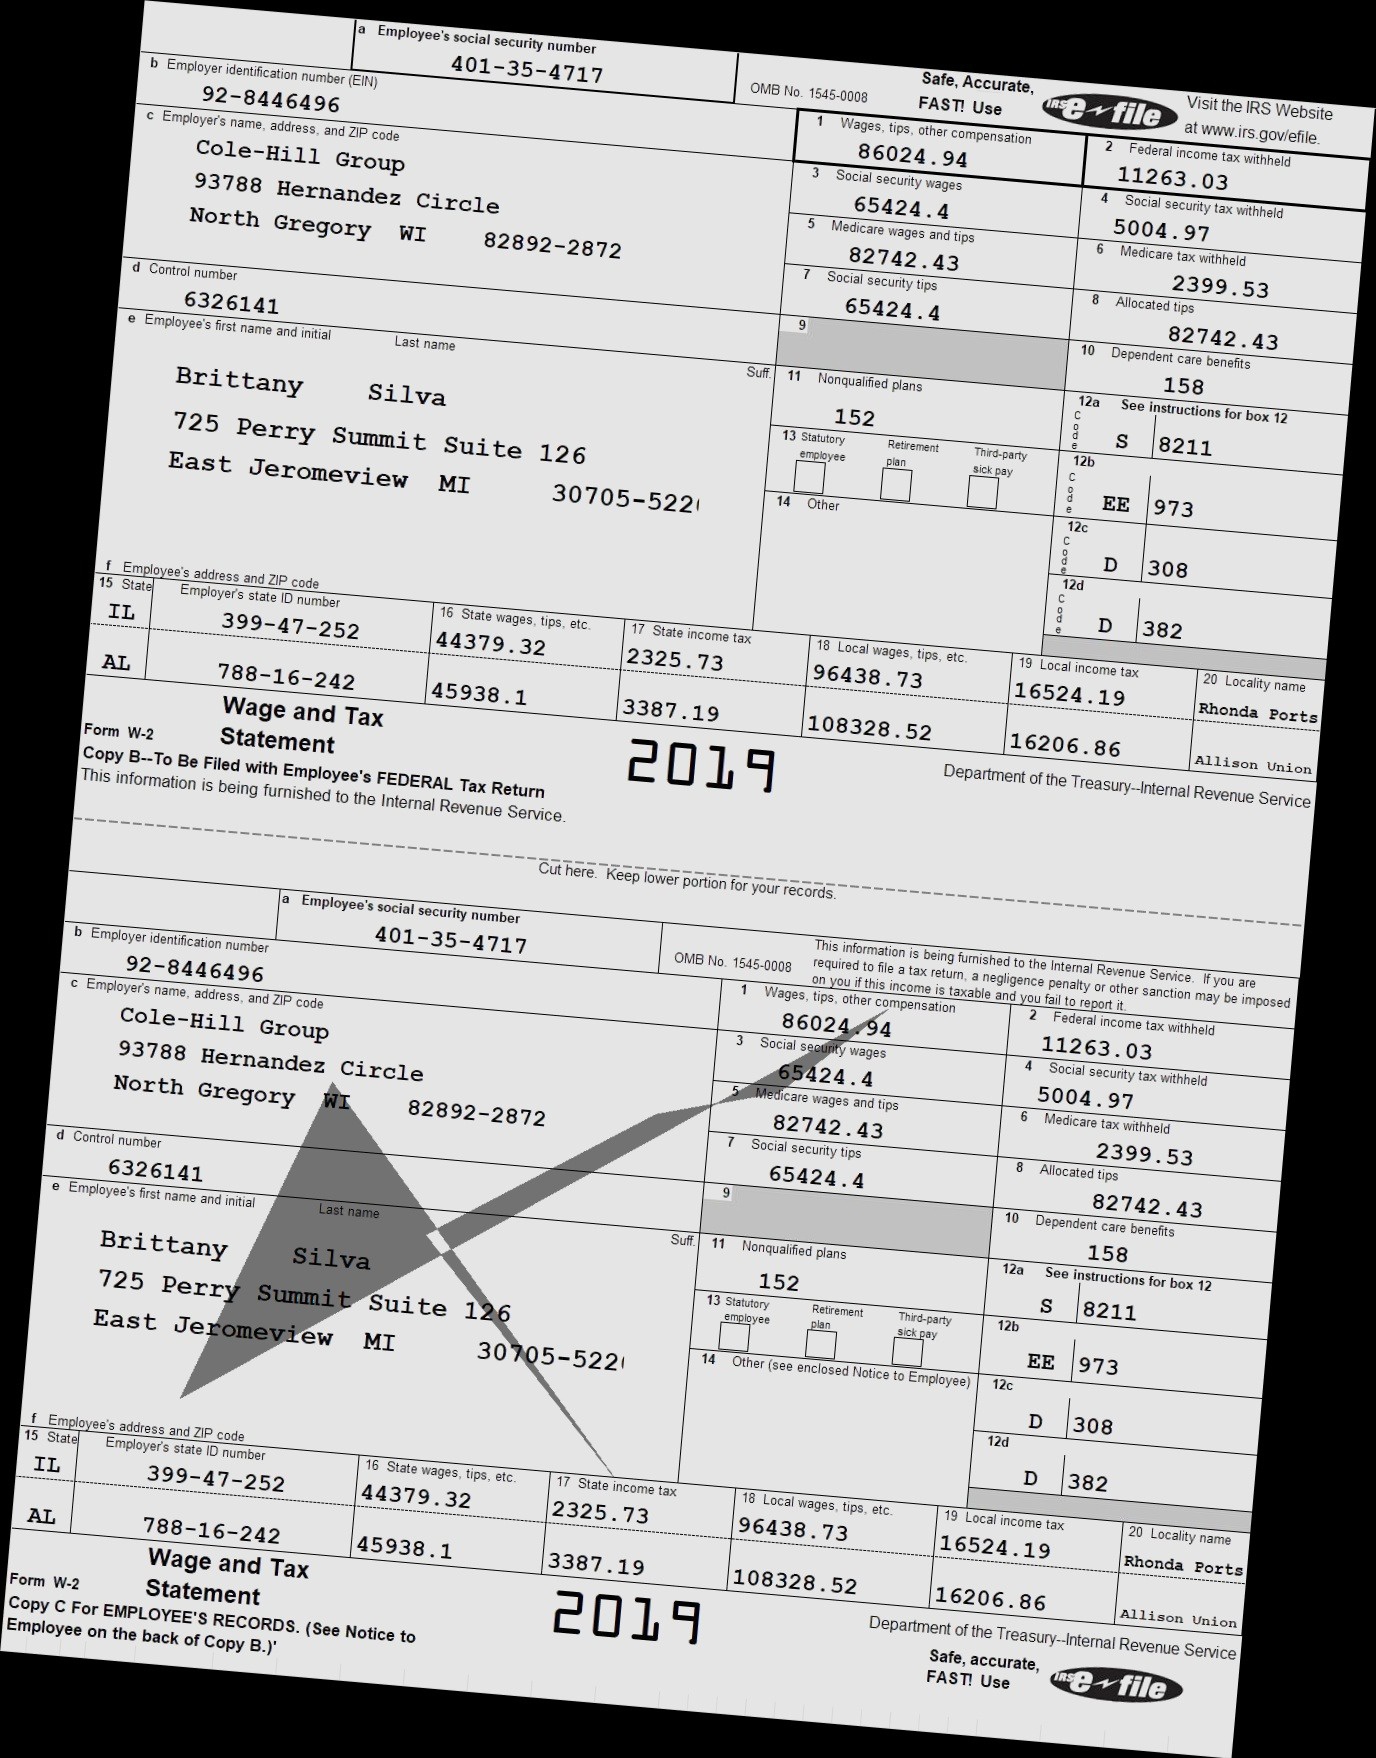 a Employee's social security number
401-35-4717
OMB No. 1545-0008
Safe, Accurate,
FAST! Use
IRS e-file
Visit the IRS Website
at www.irs.gov/efile.
b Employer identification number (EIN)
92-8446496
c Employer's name, address, and ZIP code
Cole-Hill Group
93788 Hernandez Circle
North Gregory WI 82892-2872
1 Wages, tips, other compensation
86024.94
2 Federal income tax withheld
11263.03
3 Social security wages
65424.4
4 Social security tax withheld
5004.97
5 Medicare wages and tips
82742.43
6 Medicare tax withheld
2399.53
d Control number
6326141
7 Social security tips
65424.4
8 Allocated tips
82742.43
e Employee's first name and initial Last name Suff.
Brittany Silva
725 Perry Summit Suite 126
East Jeromeview MI 30705-522
9
10 Dependent care benefits
158
11 Nonqualified plans
152
12a See instructions for box 12
Code S 8211
13 Statutory employee Retirement plan Third-party sick pay
12b
Code EE 973
14 Other
12c
Code D 308
12d
Code D 382
f Employee's address and ZIP code
15 State Employer's state ID number 16 State wages, tips, etc. 17 State income tax 18 Local wages, tips, etc. 19 Local income tax 20 Locality name
IL 399-47-252 44379.32 2325.73 96438.73 16524.19 Rhonda Ports
AL 788-16-242 45938.1 3387.19 108328.52 16206.86 Allison Union
Form W-2 Wage and Tax Statement
2019
Department of the Treasury--Internal Revenue Service
Copy B--To Be Filed with Employee's FEDERAL Tax Return
This information is being furnished to the Internal Revenue Service.
Cut here. Keep lower portion for your records.
a Employee's social security number
401-35-4717
OMB No. 1545-0008
This information is being furnished to the Internal Revenue Service. If you are
required to file a tax return, a negligence penalty or other sanction may be imposed
on you if this income is taxable and you fail to report it.
b Employer identification number
92-8446496
c Employer's name, address, and ZIP code
Cole-Hill Group
93788 Hernandez Circle
North Gregory WI 82892-2872
1 Wages, tips, other compensation
86024.94
2 Federal income tax withheld
11263.03
3 Social security wages
65424.4
4 Social security tax withheld
5004.97
5 Medicare wages and tips
82742.43
6 Medicare tax withheld
2399.53
d Control number
6326141
7 Social security tips
65424.4
8 Allocated tips
82742.43
e Employee's first name and initial Last name Suff.
Brittany Silva
725 Perry Summit Suite 126
East Jeromeview MI 30705-522
9
10 Dependent care benefits
158
11 Nonqualified plans
152
12a See instructions for box 12
S 8211
13 Statutory employee Retirement plan Third-party sick pay
12b
EE 973
14 Other (see enclosed Notice to Employee)
12c
D 308
12d
D 382
f Employee's address and ZIP code
15 State Employer's state ID number 16 State wages, tips, etc. 17 State income tax 18 Local wages, tips, etc. 19 Local income tax 20 Locality name
IL 399-47-252 44379.32 2325.73 96438.73 16524.19 Rhonda Ports
AL 788-16-242 45938.1 3387.19 108328.52 16206.86 Allison Union
Form W-2 Wage and Tax Statement
2019
Department of the Treasury--Internal Revenue Service
Copy C For EMPLOYEE'S RECORDS. (See Notice to
Employee on the back of Copy B.)'
Safe, accurate,
FAST! Use
IRS e-file